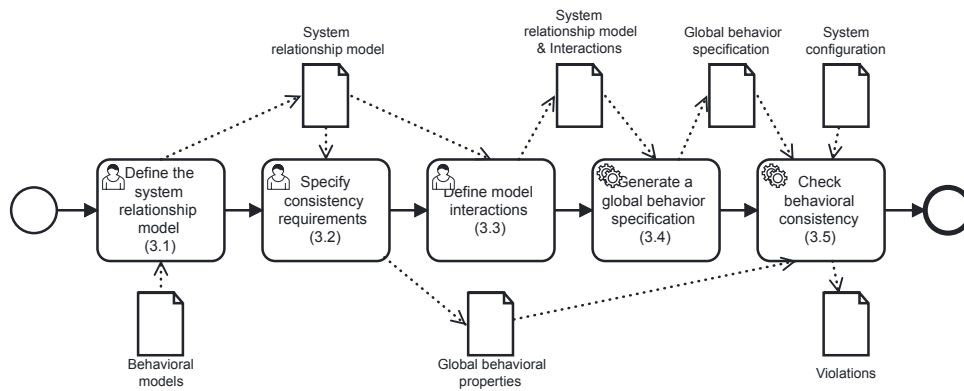 System
relationship model
System
relationship model
& Interactions
Global behavior
specification
System
configuration
Define the
system
relationship
model
(3.1)
Specify
consistency
requirements
(3.2)
Define model
interactions
(3.3)
Generate a
global behavior
specification
(3.4)
Check
behavioral
consistency
(3.5)
Behavioral
models
Global behavioral
properties
Violations